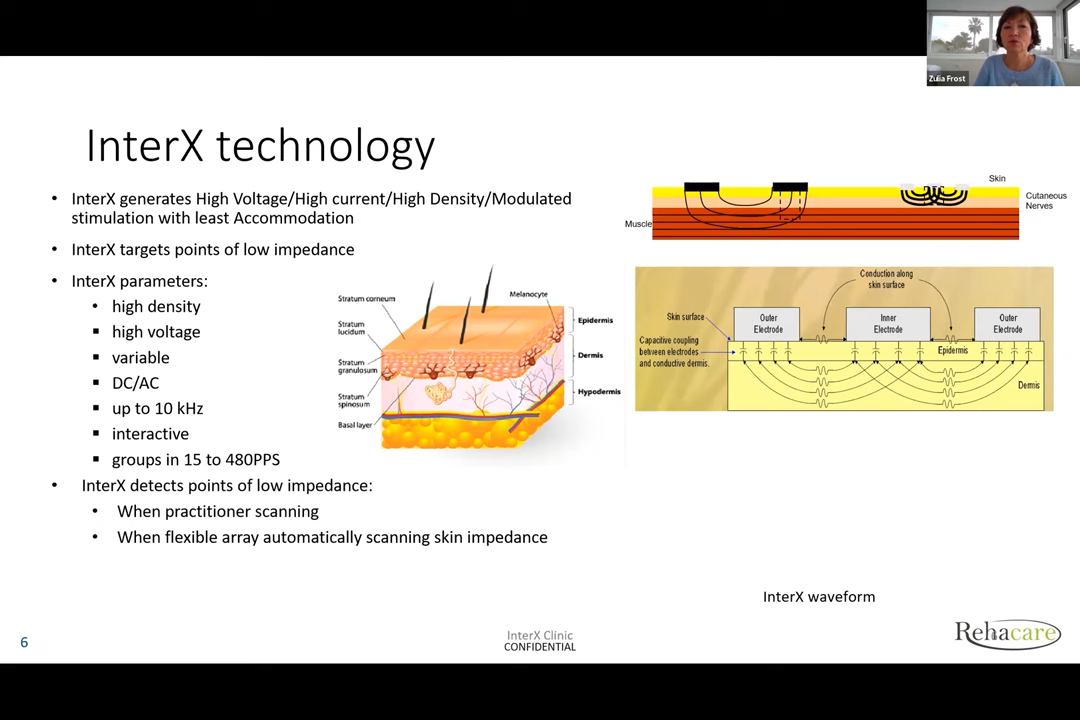 Zulia Frost
InterX technology
• InterX generates High Voltage/High current/High Density/Modulated
stimulation with least Accommodation
• InterX targets points of low impedance
• InterX parameters:
• high density
▪ high voltage
▪ variable
▪ DC/AC
▪ up to 10 kHz
▪ interactive
▪ groups in 15 to 480PPS
• InterX detects points of low impedance:
• When practitioner scanning
• When flexible array automatically scanning skin impedance
Stratum corneum
Stratum
lucidum
Stratum
granulosum
Stratum
spinosum
Basal layer
Melanocyte
Epidermis
Dermis
Hypodermis
Skin
Cutaneous
Nerves
Muscle
Conduction along
skin surface
Skin surface
Outer
Electrode
Inner
Electrode
Outer
Electrode
Capacitive coupling
between electrodes
and conductive dermis.
Epidermis
Dermis
InterX waveform
6
InterX Clinic
CONFIDENTIAL
Rehacare